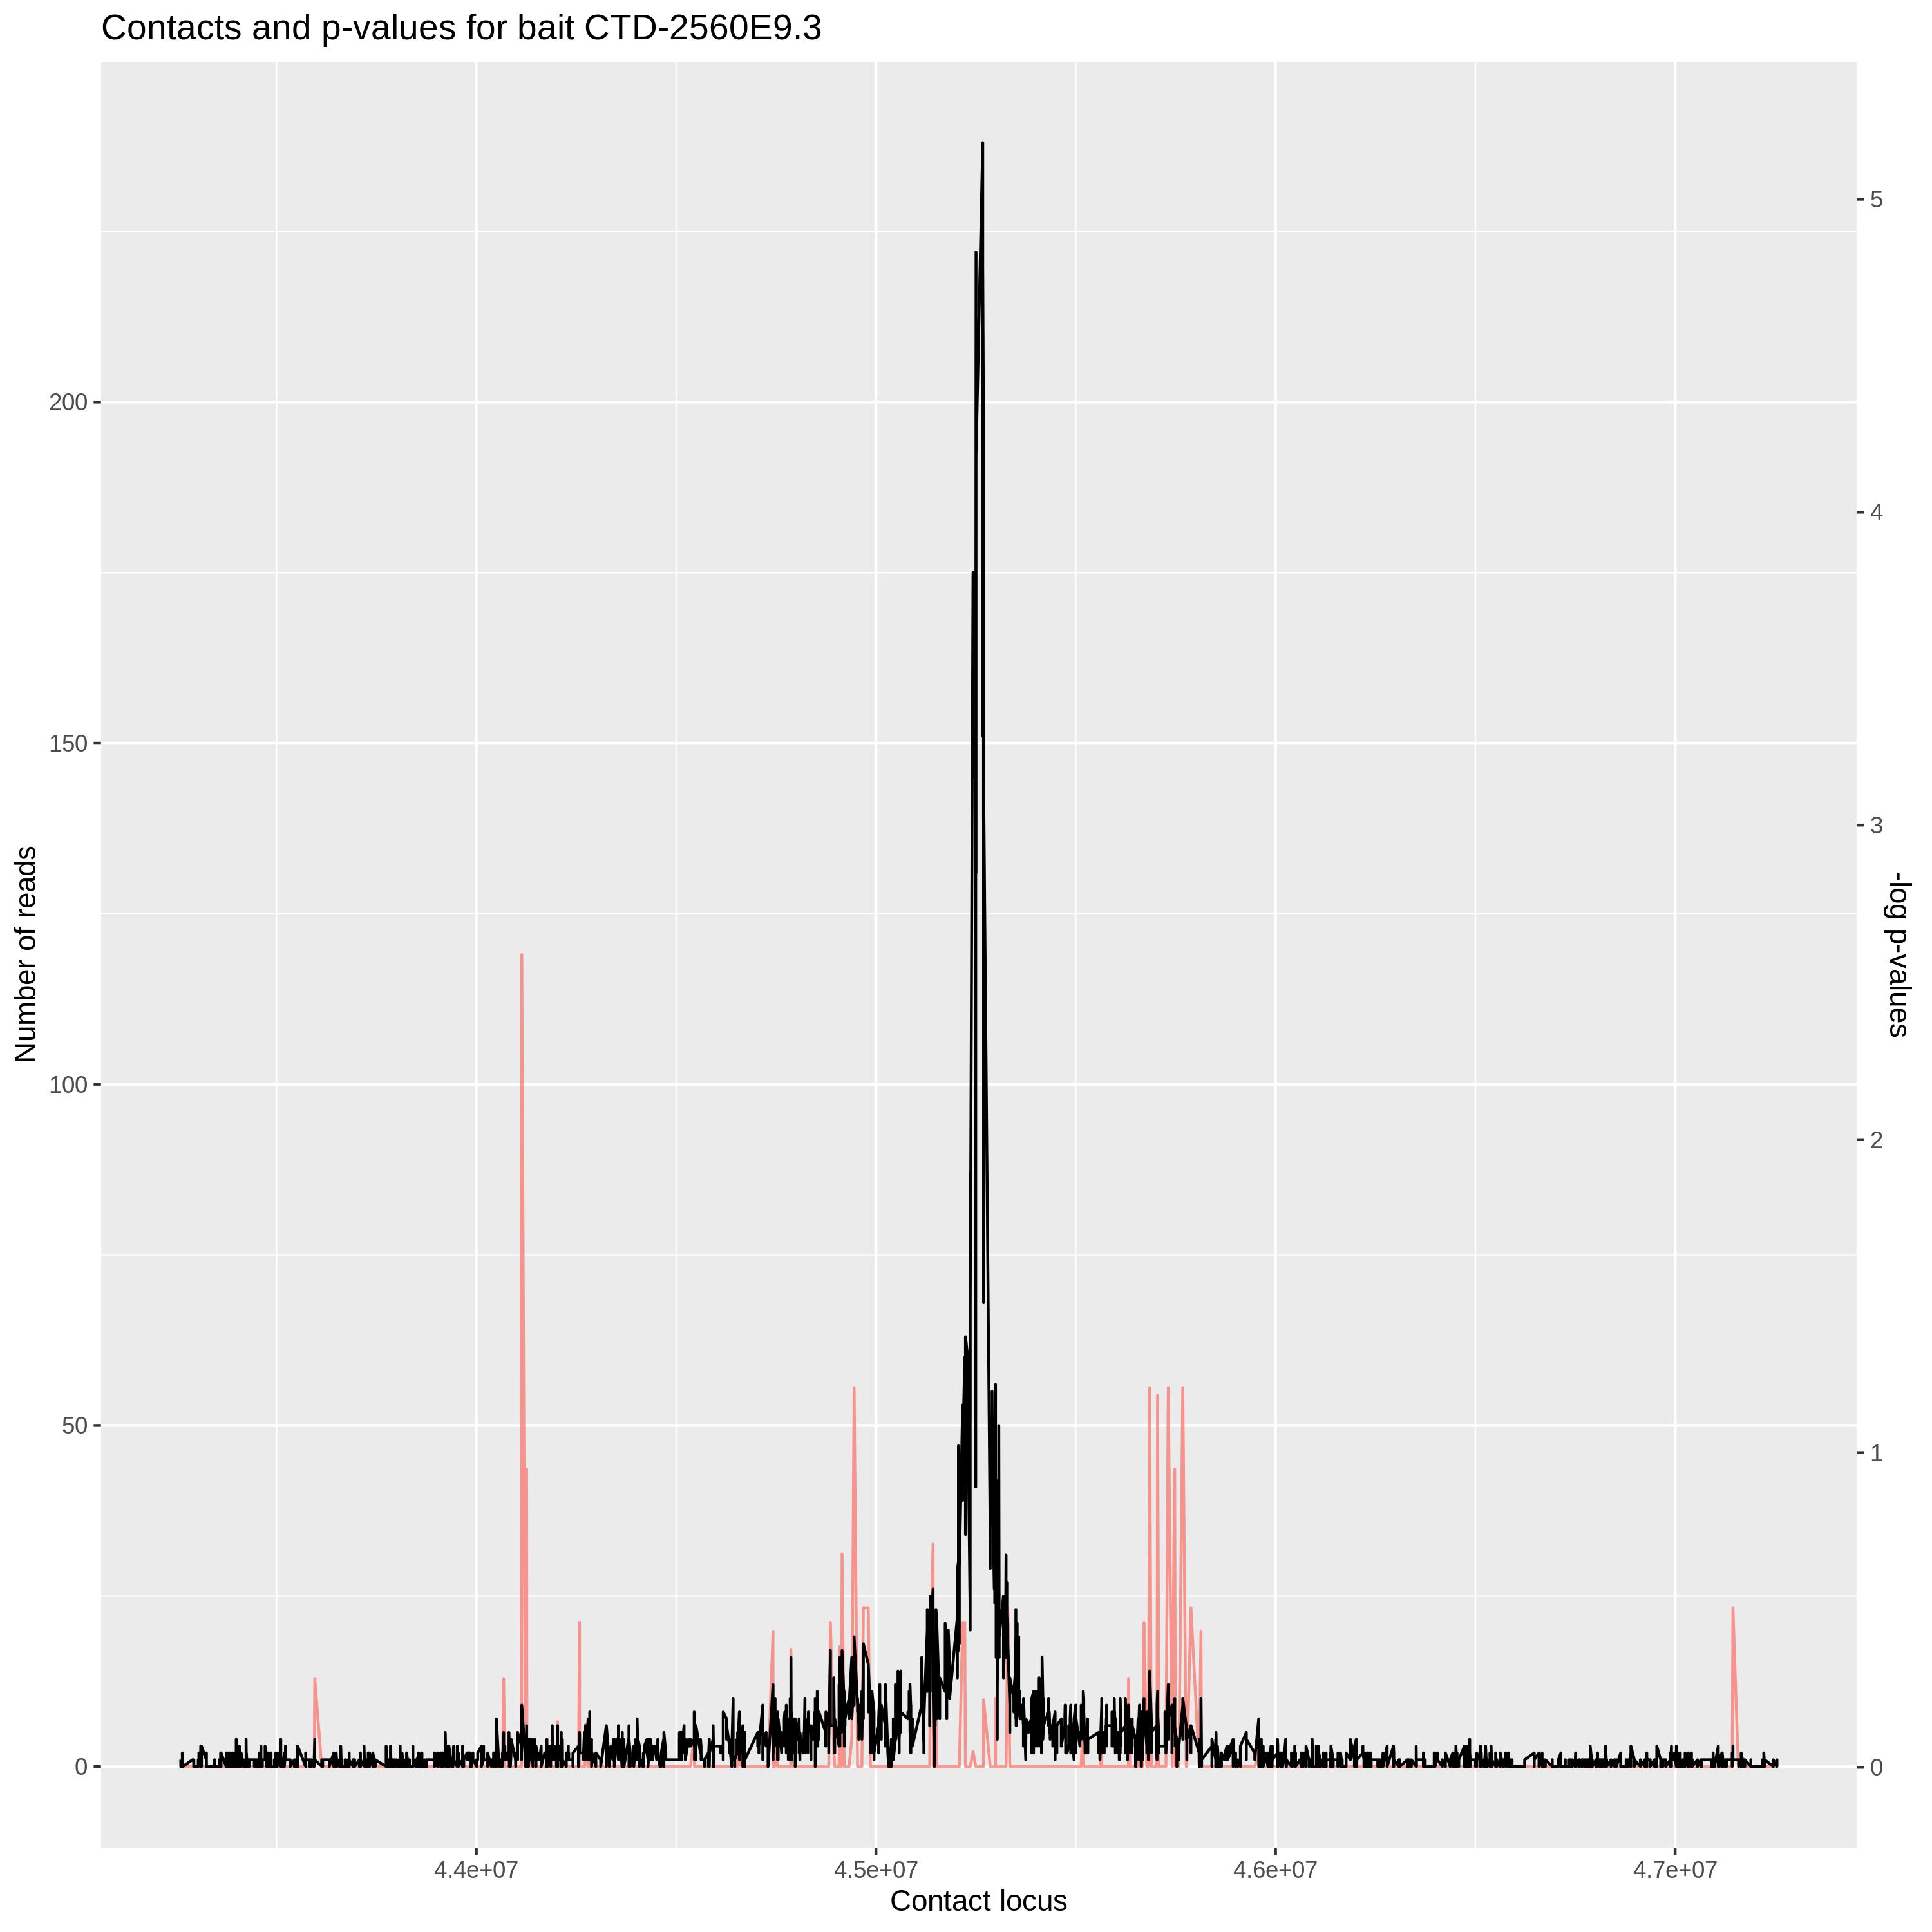 Contacts and p-values for bait CTD-2560E9.3
Number of reads
200
150
100
50
0
5
4
3
2
1
0
-log p-values
4.4e+07
4.5e+07
4.6e+07
4.7e+07
Contact locus